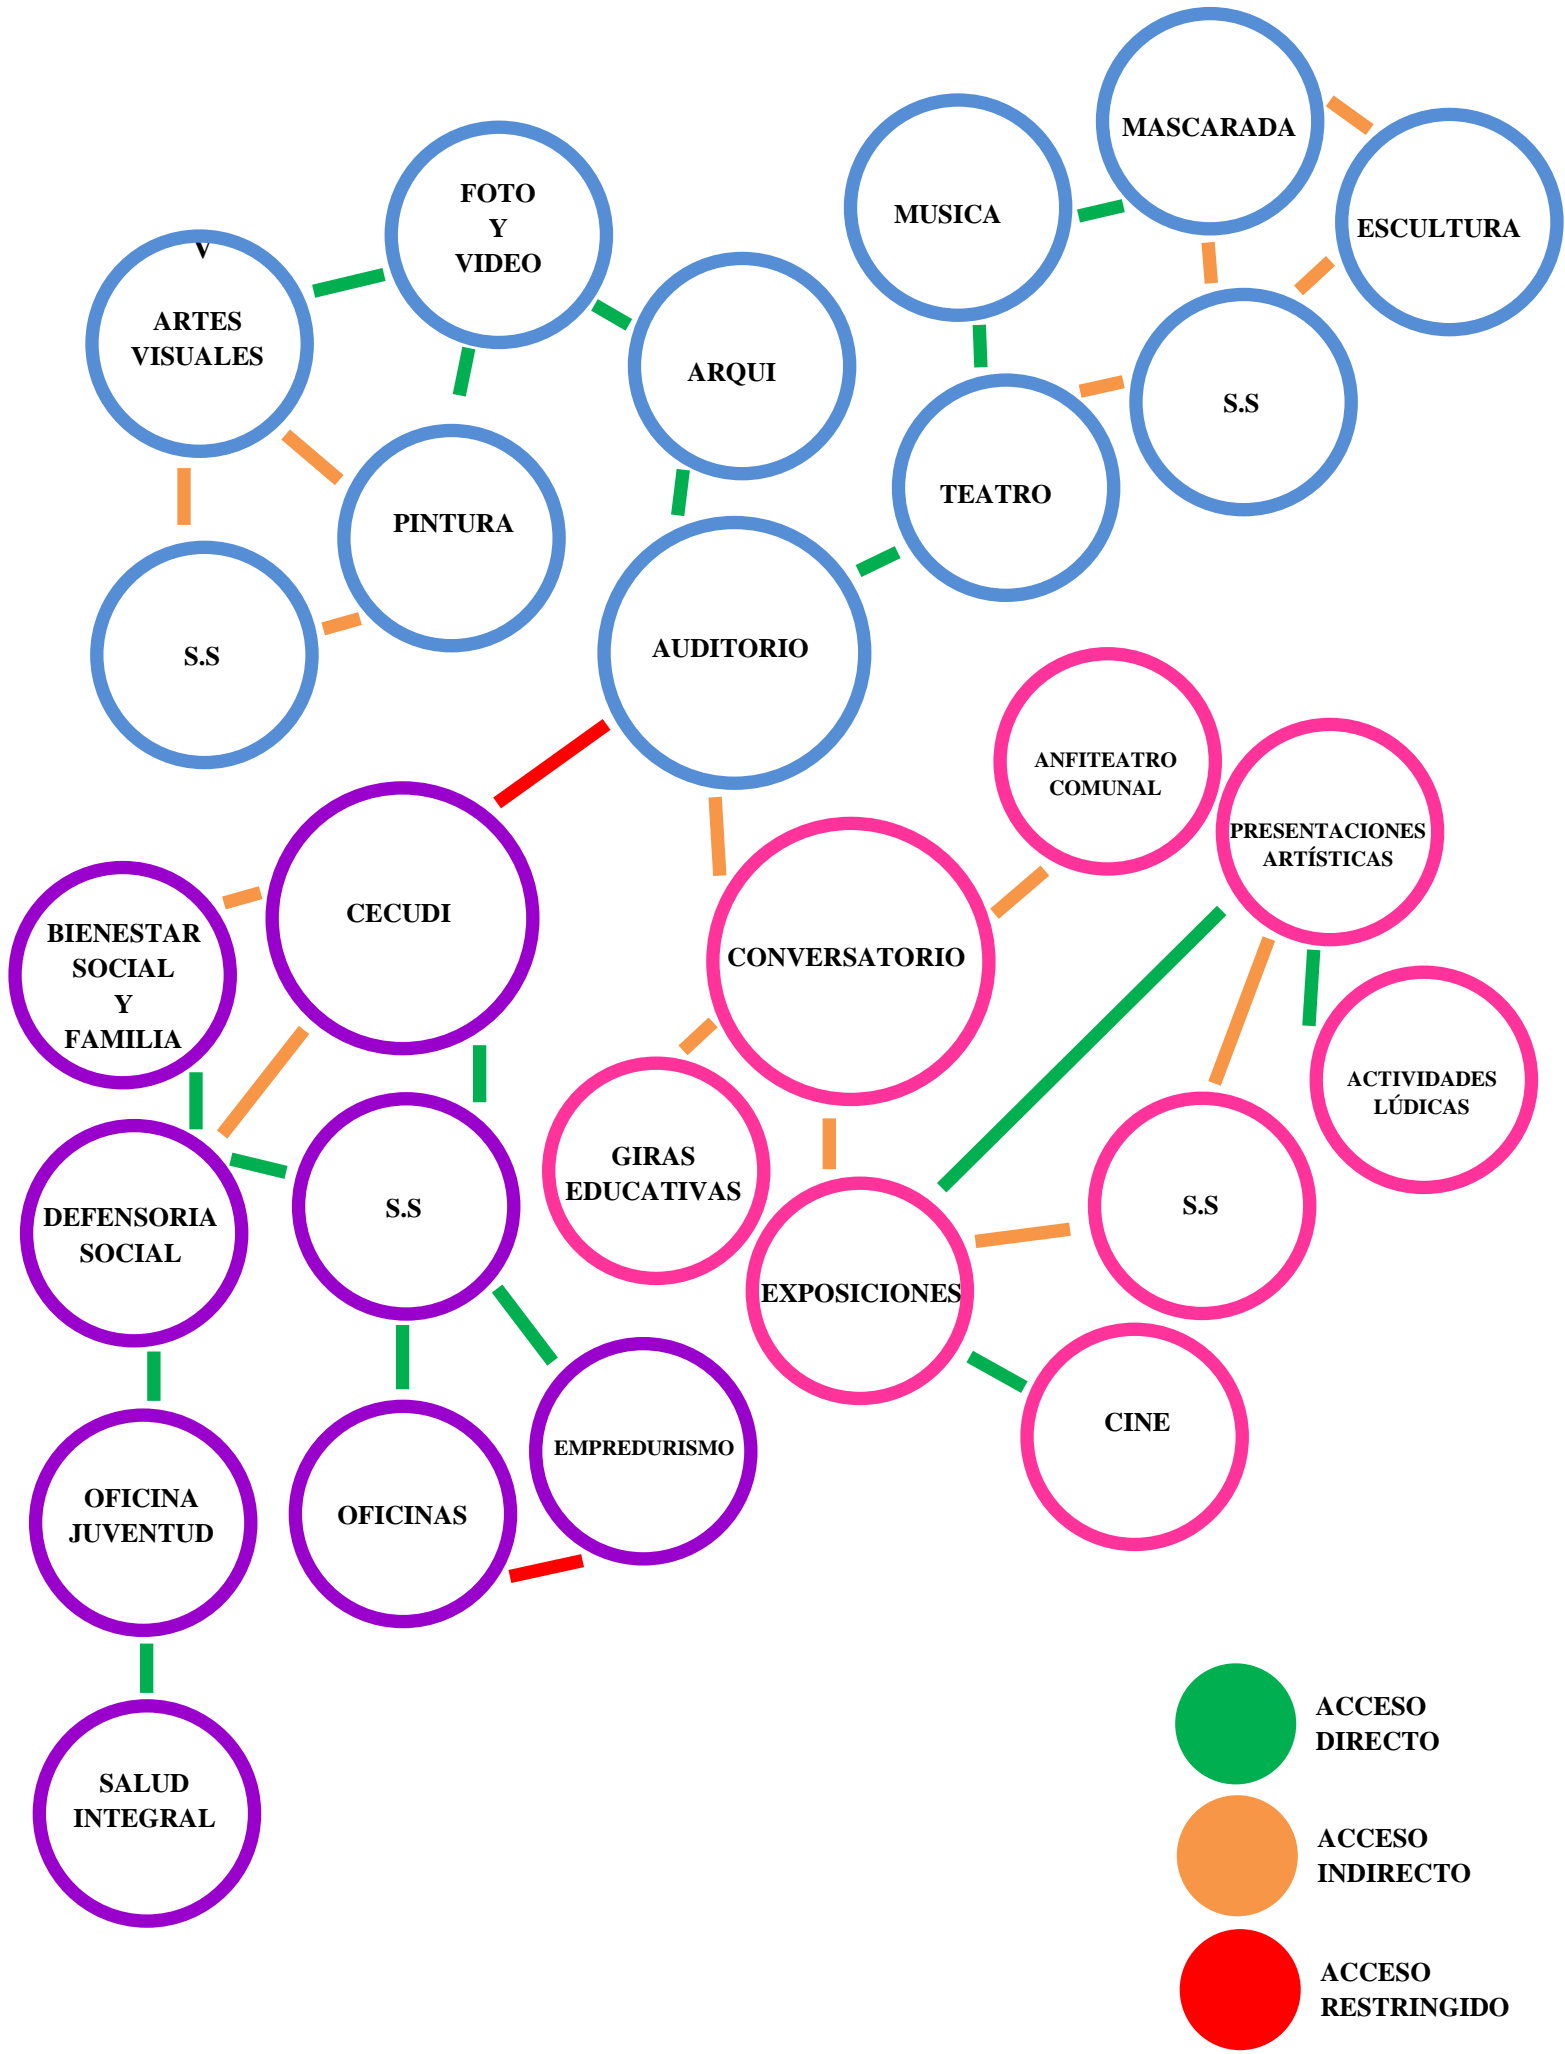 MASCARADA
FOTO
Y
VIDEO
MUSICA
ESCULTURA
V
ARTES
VISUALES
ARQUI
S.S
TEATRO
PINTURA
S.S
AUDITORIO
ANFITEATRO
COMUNAL
PRESENTACIONES
ARTÍSTICAS
CECUDI
BIENESTAR
SOCIAL
Y
FAMILIA
CONVERSATORIO
ACTIVIDADES
LÚDICAS
GIRAS
EDUCATIVAS
DEFENSORIA
SOCIAL
S.S
S.S
EXPOSICIONES
CINE
EMPREDURISMO
OFICINA
JUVENTUD
OFICINAS
SALUD
INTEGRAL
ACCESO
DIRECTO
ACCESO
INDIRECTO
ACCESO
RESTRINGIDO